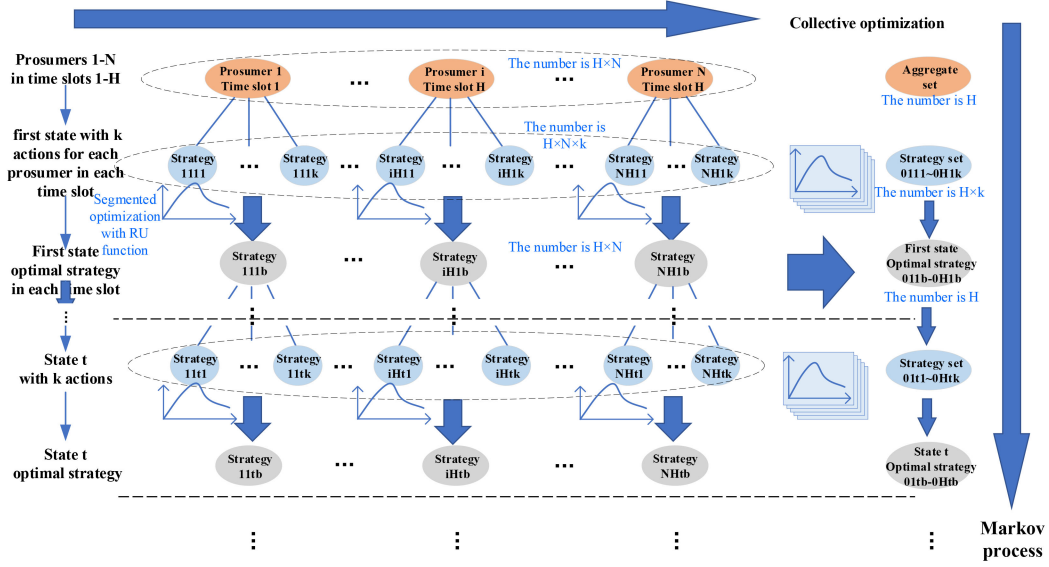 Collective optimization
Prosumers 1-N
in time slots 1-H
Prosumer 1
Time slot 1
...
Prosumer i
Time slot H
The number is H×N
...
Prosumer N
Time slot H
Aggregate
set
The number is H
first state with k
actions for each
prosumer in each
time slot
The number is
H×N×k
Strategy
1111
...
Strategy
111k
...
Strategy
iH11
...
Strategy
iH1k
...
Strategy
NH11
...
Strategy
NH1k
Strategy set
0111~0H1k
The number is H×k
Segmented
optimization
with RU
function
First state
optimal strategy
in each time slot
Strategy
111b
...
Strategy
iH1b
The number is H×N
...
Strategy
NH1b
First state
Optimal strategy
011b-0H1b
The number is H
...
State t
with k actions
Strategy
11t1
...
Strategy
11tk
...
Strategy
iHt1
...
Strategy
iHtk
...
Strategy
NHt1
...
Strategy
NHtk
Strategy set
01t1~0Htk
State t
optimal strategy
Strategy
11tb
...
Strategy
iHtb
...
Strategy
NHtb
State t
Optimal strategy
01tb-0Htb
Markov
process